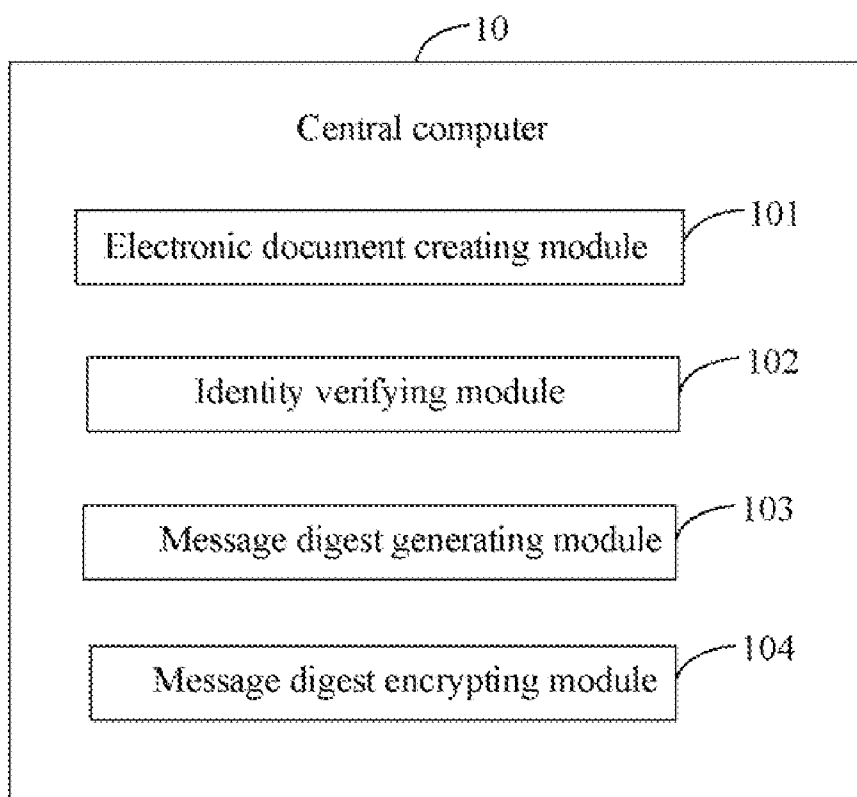 10
Central computer
101
Electronic document creating module
102
Identity verifying module
103
Message digest generating module
104
Message digest encrypting module